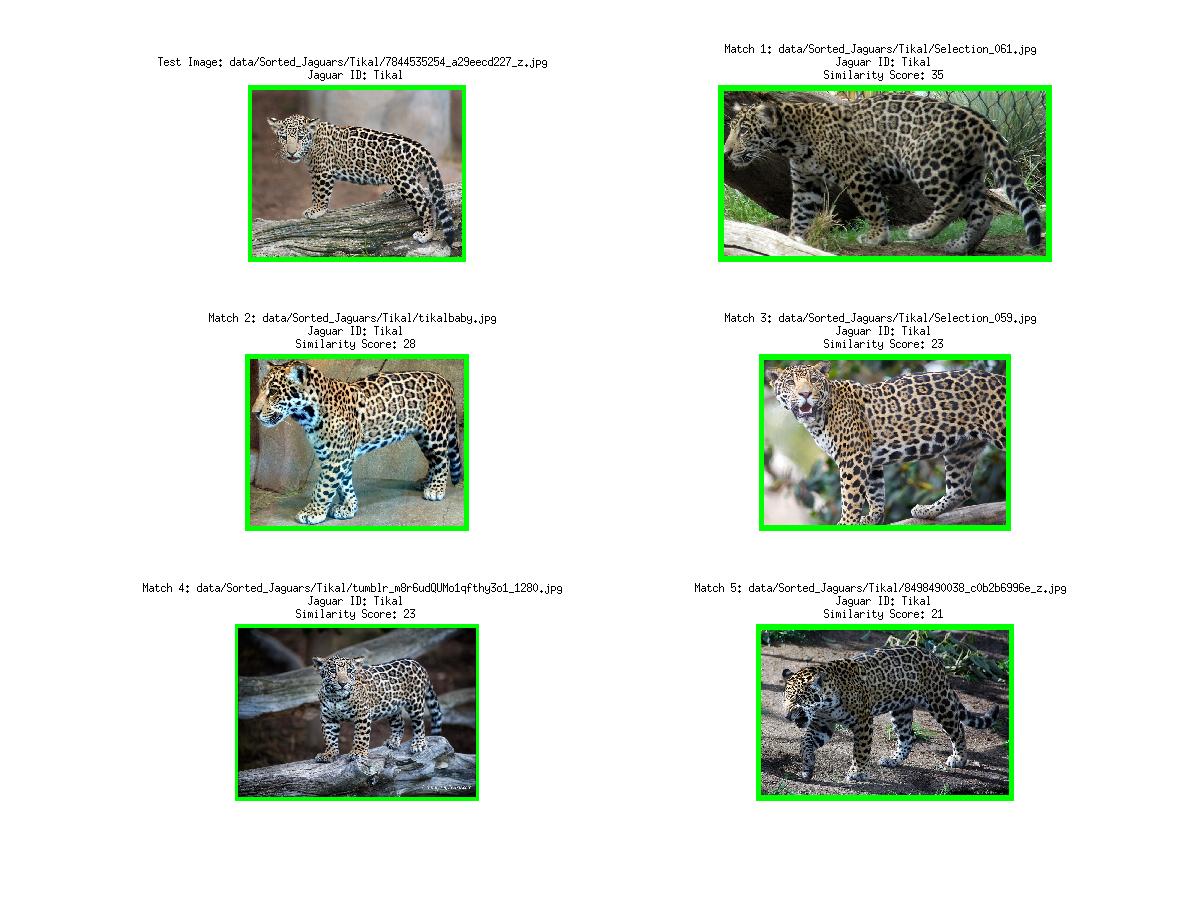 Test Image: data/Sorted_Jaguars/Tikal/7844535254_a29eecd227_z.jpg
Jaguar ID: Tikal
Match 1: data/Sorted_Jaguars/Tikal/Selection_061.jpg
Jaguar ID: Tikal
Similarity Score: 35
Match 2: data/Sorted_Jaguars/Tikal/tikalbaby.jpg
Jaguar ID: Tikal
Similarity Score: 28
Match 3: data/Sorted_Jaguars/Tikal/Selection_059.jpg
Jaguar ID: Tikal
Similarity Score: 23
Match 4: data/Sorted_Jaguars/Tikal/tumblr_m8r6udQUMo1qfthy3o1_1280.jpg
Jaguar ID: Tikal
Similarity Score: 23
Match 5: data/Sorted_Jaguars/Tikal/8498490038_c0b2b6996e_z.jpg
Jaguar ID: Tikal
Similarity Score: 21